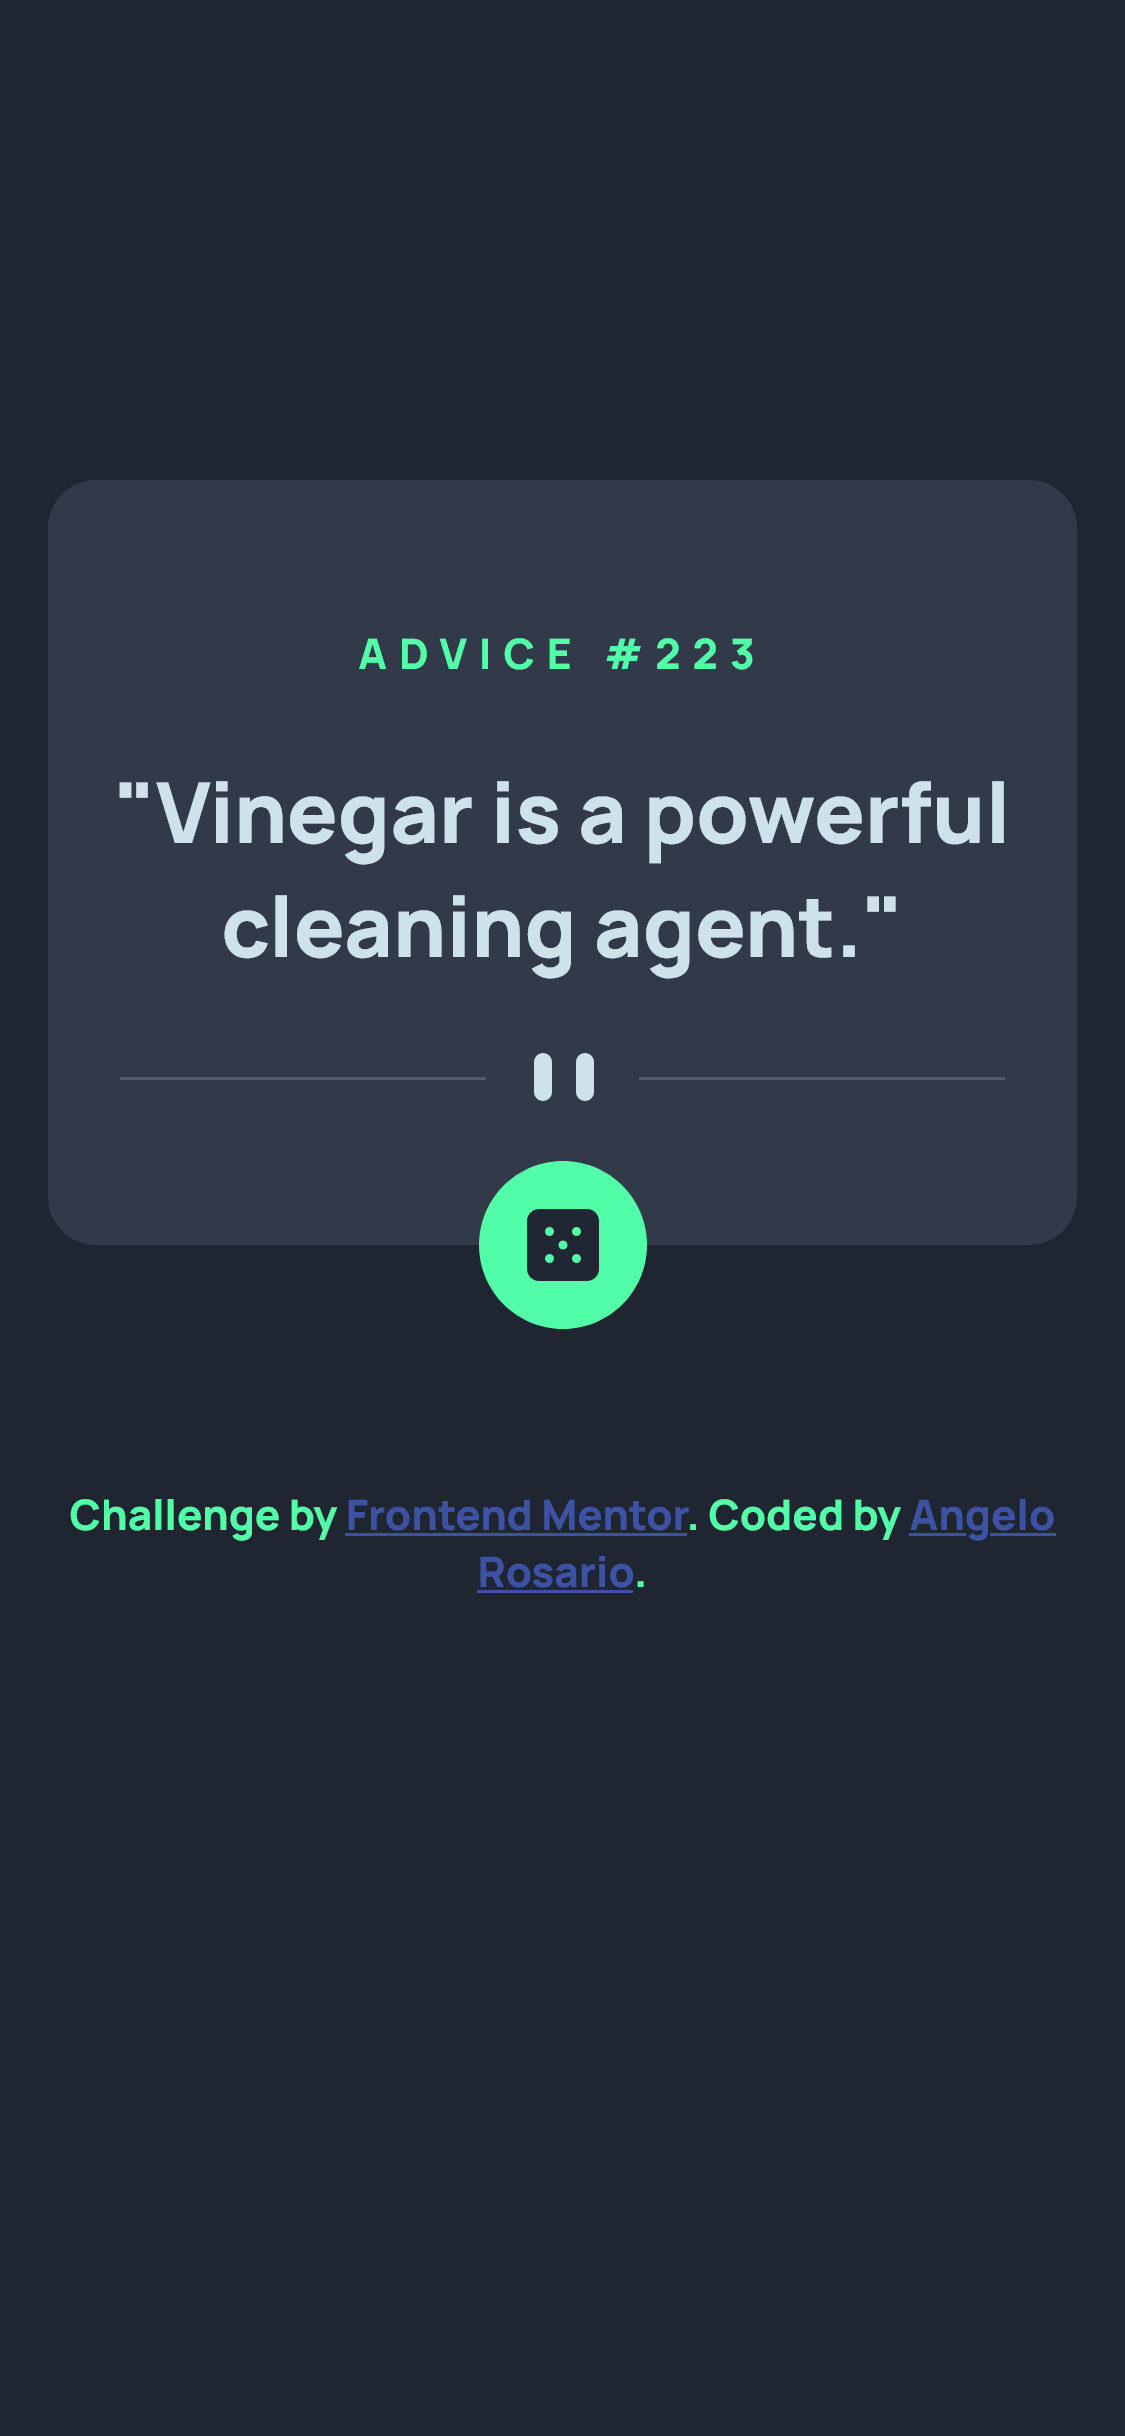 ADVICE #223
"Vinegar is a powerful
cleaning agent."
Challenge by Frontend Mentor. Coded by Angelo
Rosario.